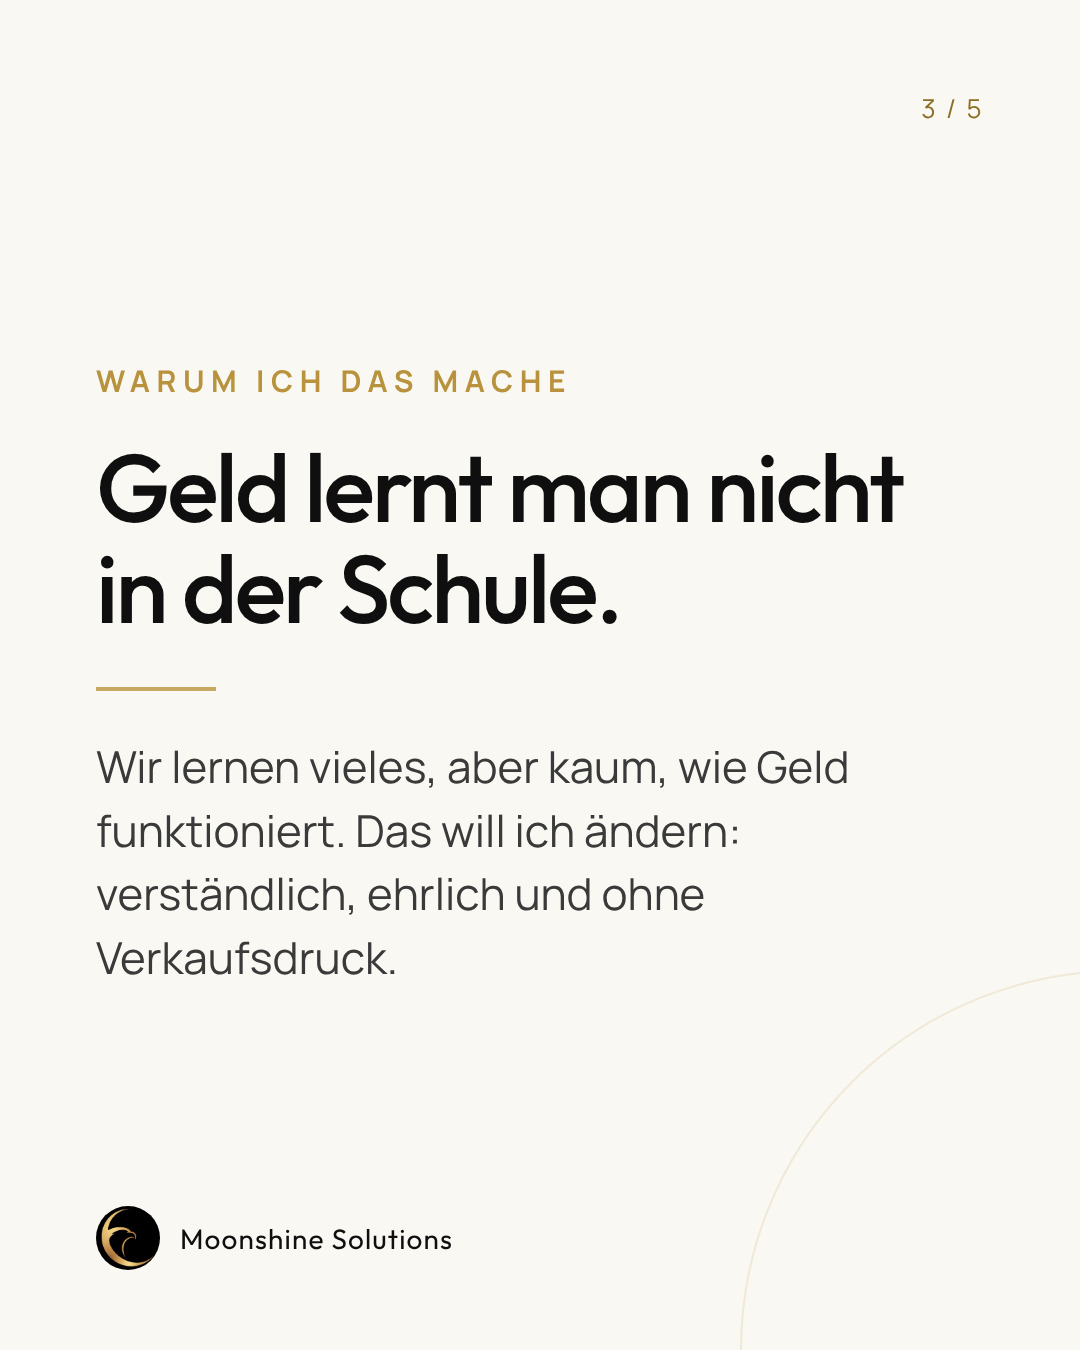 3 / 5
WARUM ICH DAS MACHE
Geld lernt man nicht
in der Schule.
Wir lernen vieles, aber kaum, wie Geld
funktioniert. Das will ich ändern:
verständlich, ehrlich und ohne
Verkaufsdruck.
Moonshine Solutions